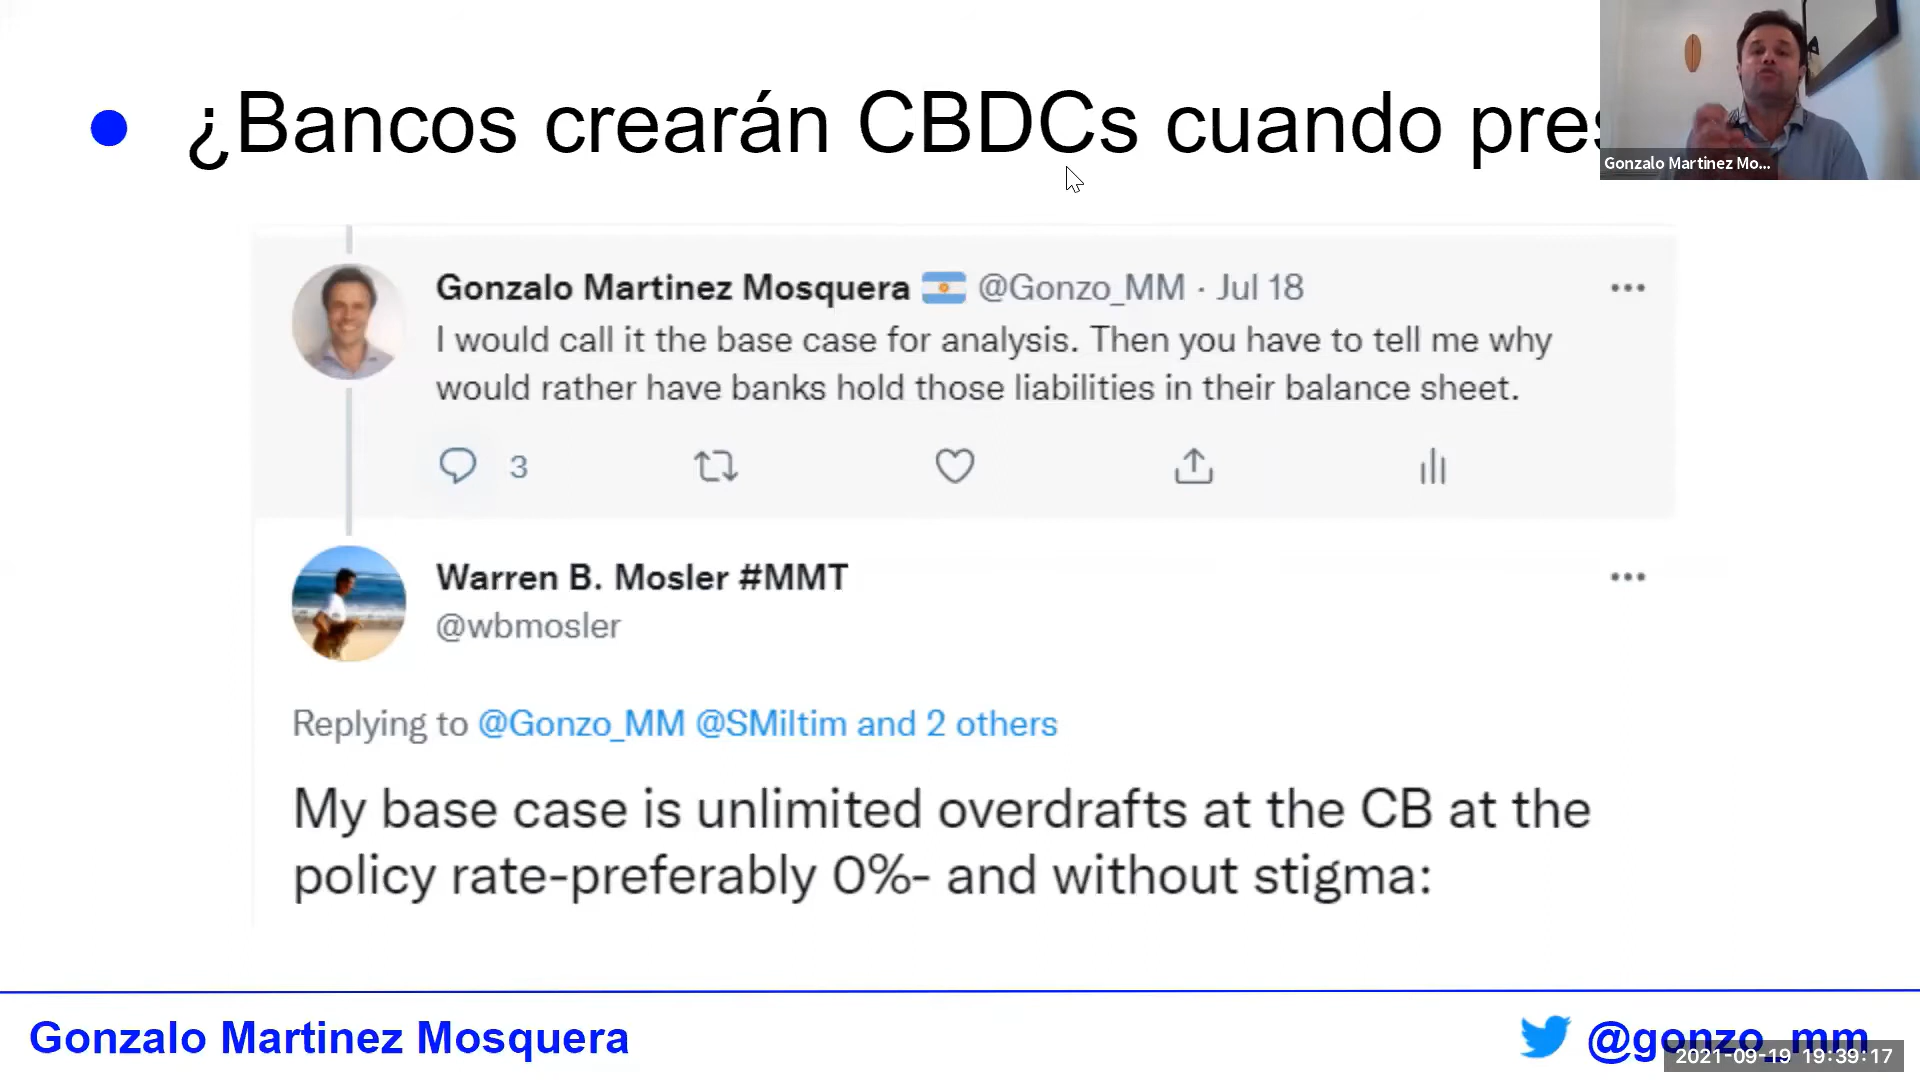 ¿Bancos crearán CBDCs cuando pres
Gonzalo Martinez Mo...
Gonzalo Martinez Mosquera @Gonzo_MM · Jul 18
I would call it the base case for analysis. Then you have to tell me why
would rather have banks hold those liabilities in their balance sheet.
3
Warren B. Mosler #MMT
@wbmosler
Replying to @Gonzo_MM @SMiltim and 2 others
My base case is unlimited overdrafts at the CB at the
policy rate-preferably 0%- and without stigma:
Gonzalo Martinez Mosquera
@gonzo_mm
2021-09-19 19:39:17